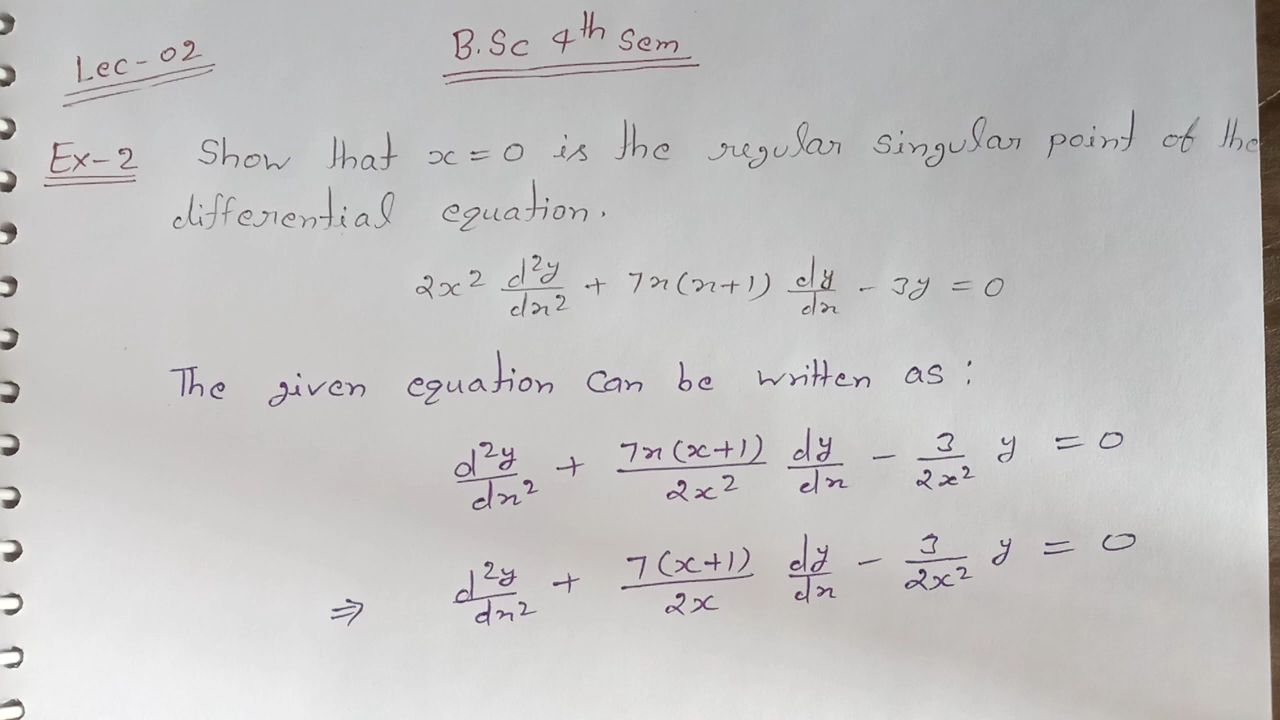 Lec-02
B.Sc 4th Sem
Ex-2 Show that x=0 is the regular singular point of the
differential equation.
2x² d²y/dx² + 7x(x+1) dy/dx - 3y = 0
The given equation can be written as:
d²y/dx² + 7x(x+1)/2x² dy/dx - 3/2x² y = 0
⇒ d²y/dx² + 7(x+1)/2x dy/dx - 3/2x² y = 0